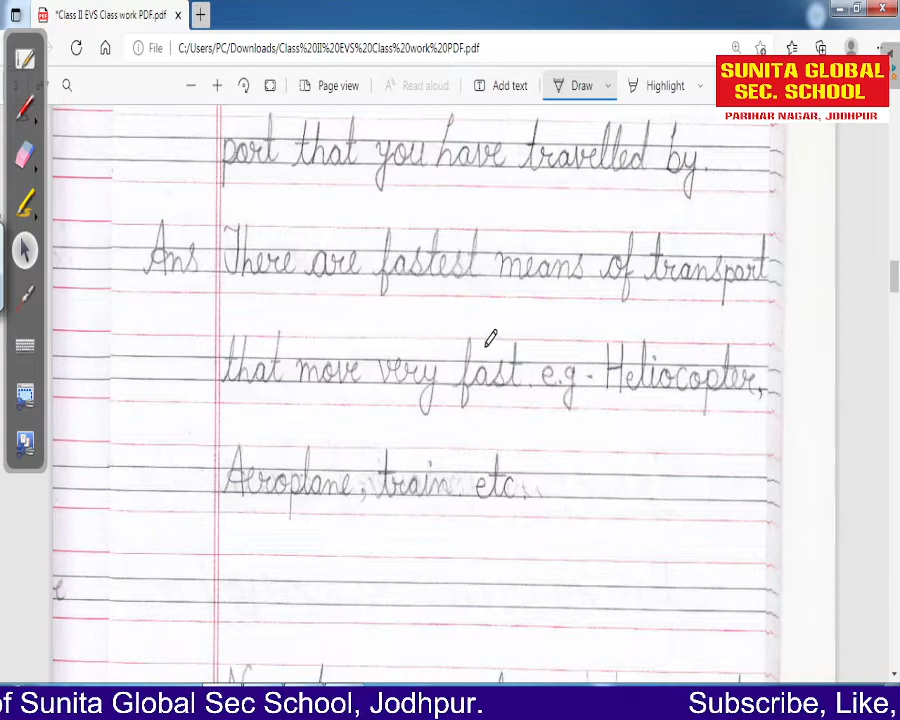 *Class II EVS Class work PDF.pdf
File
C:/Users/PC/Downloads/Class%20II%20EVS%20Class%20work%20PDF.pdf
Page view
Read aloud
Add text
Draw
Highlight
SUNITA GLOBAL
SEC. SCHOOL
PARIHAR NAGAR, JODHPUR
port that you have travelled by.
Ans There are fastest means of transport
that move very fast. e.g - Heliocopter,
Aeroplane, train. etc.
of Sunita Global Sec School, Jodhpur.
Subscribe, Like,